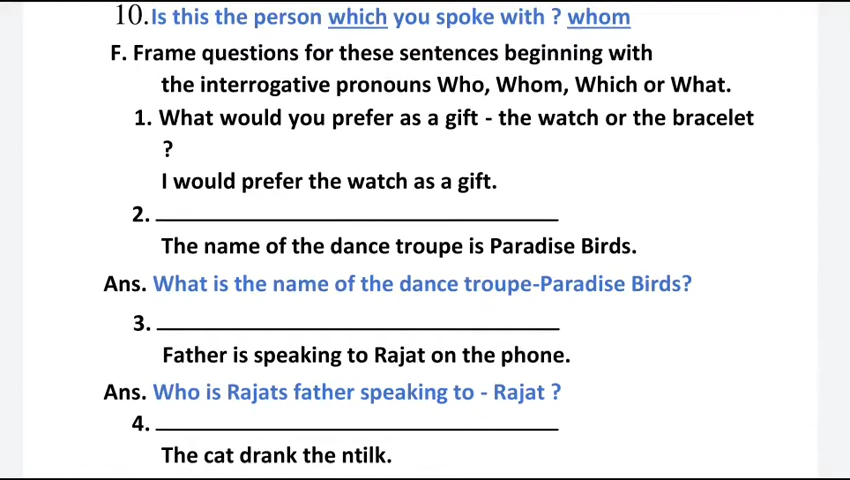 10.Is this the person which you spoke with ? whom
F. Frame questions for these sentences beginning with
the interrogative pronouns Who, Whom, Which or What.
1. What would you prefer as a gift - the watch or the bracelet
?
I would prefer the watch as a gift.
2. ____________________
The name of the dance troupe is Paradise Birds.
Ans. What is the name of the dance troupe-Paradise Birds?
3. ____________________
Father is speaking to Rajat on the phone.
Ans. Who is Rajats father speaking to - Rajat ?
4. ____________________
The cat drank the ntilk.